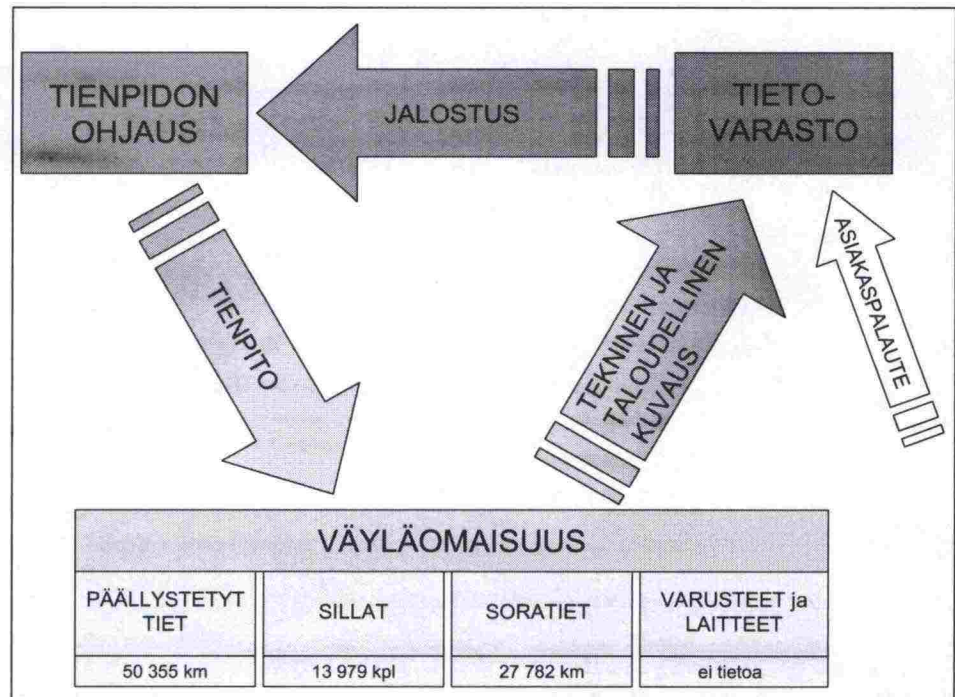 TIENPIDON
OHJAUS
JALOSTUS
TIETO-
VARASTO
TIENPITO
TEKNINEN JA
TALOUDELLINEN
KUVAUS
ASIAKASPALAUTE
VÄYLÄOMAISUUS
PÄÄLLYSTETYT
TIET
SILLAT
SORATIET
VARUSTEET ja
LAITTEET
50 355 km
13 979 kpl
27 782 km
ei tietoa